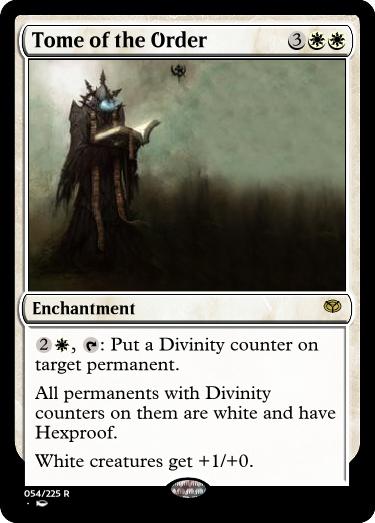 Tome of the Order 3
Enchantment
2, : Put a Divinity counter on
target permanent.
All permanents with Divinity
counters on them are white and have
Hexproof.
White creatures get +1/+0.
054/225 R